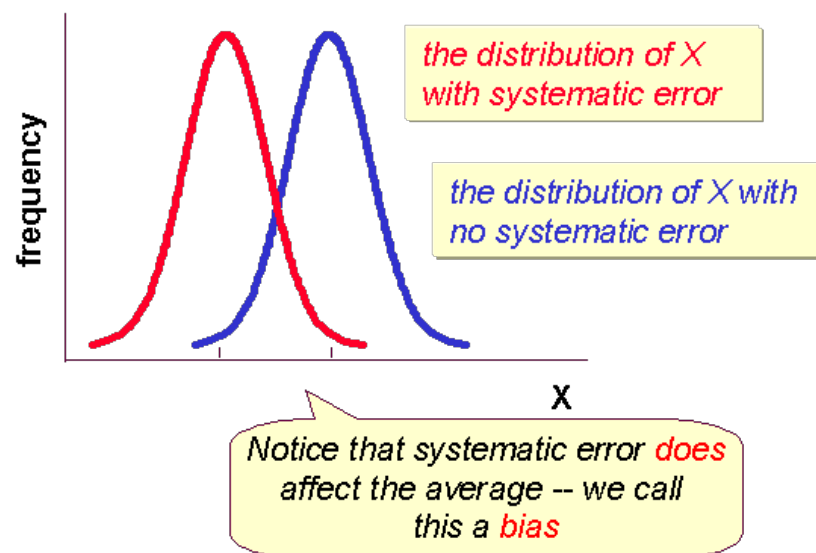 the distribution of X
with systematic error
the distribution of X with
no systematic error
frequency
X
Notice that systematic error does
affect the average -- we call
this a bias